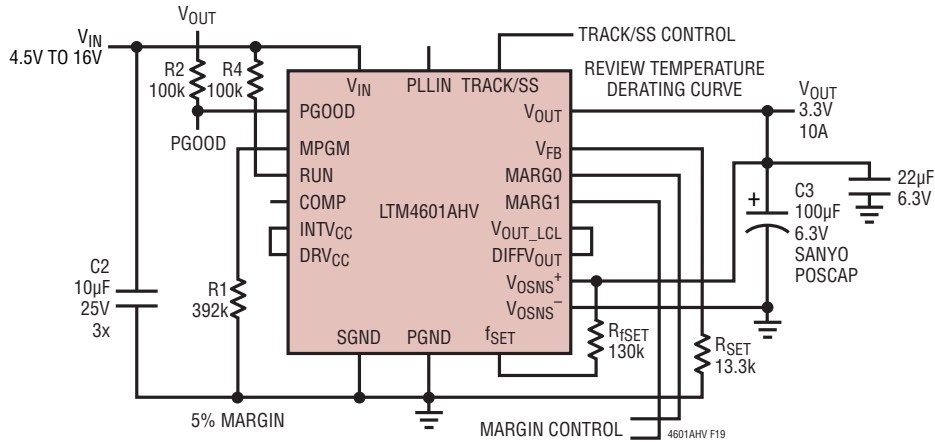 VOUT
VIN
4.5V TO 16V
R2
100k
R4
100k
PGOOD
TRACK/SS CONTROL
REVIEW TEMPERATURE
DERATING CURVE
VIN
PLLIN
TRACK/SS
PGOOD
MPGM
RUN
COMP
INTVCC
DRVCC
LTM4601AHV
VOUT
VFB
MARG0
MARG1
VOUT_LCL
DIFFVOUT
VOSNS+
VOSNS–
SGND
PGND
fSET
VOUT
3.3V
10A
22µF
6.3V
+
C3
100µF
6.3V
SANYO
POSCAP
C2
10µF
25V
3x
R1
392k
RfSET
130k
RSET
13.3k
5% MARGIN
MARGIN CONTROL
4601AHV F19